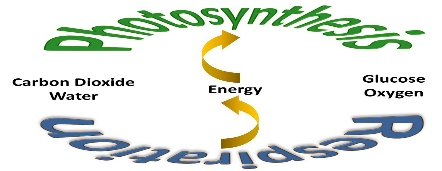 Photosynthesis
Carbon Dioxide
Water
Energy
Glucose
Oxygen
Respiration